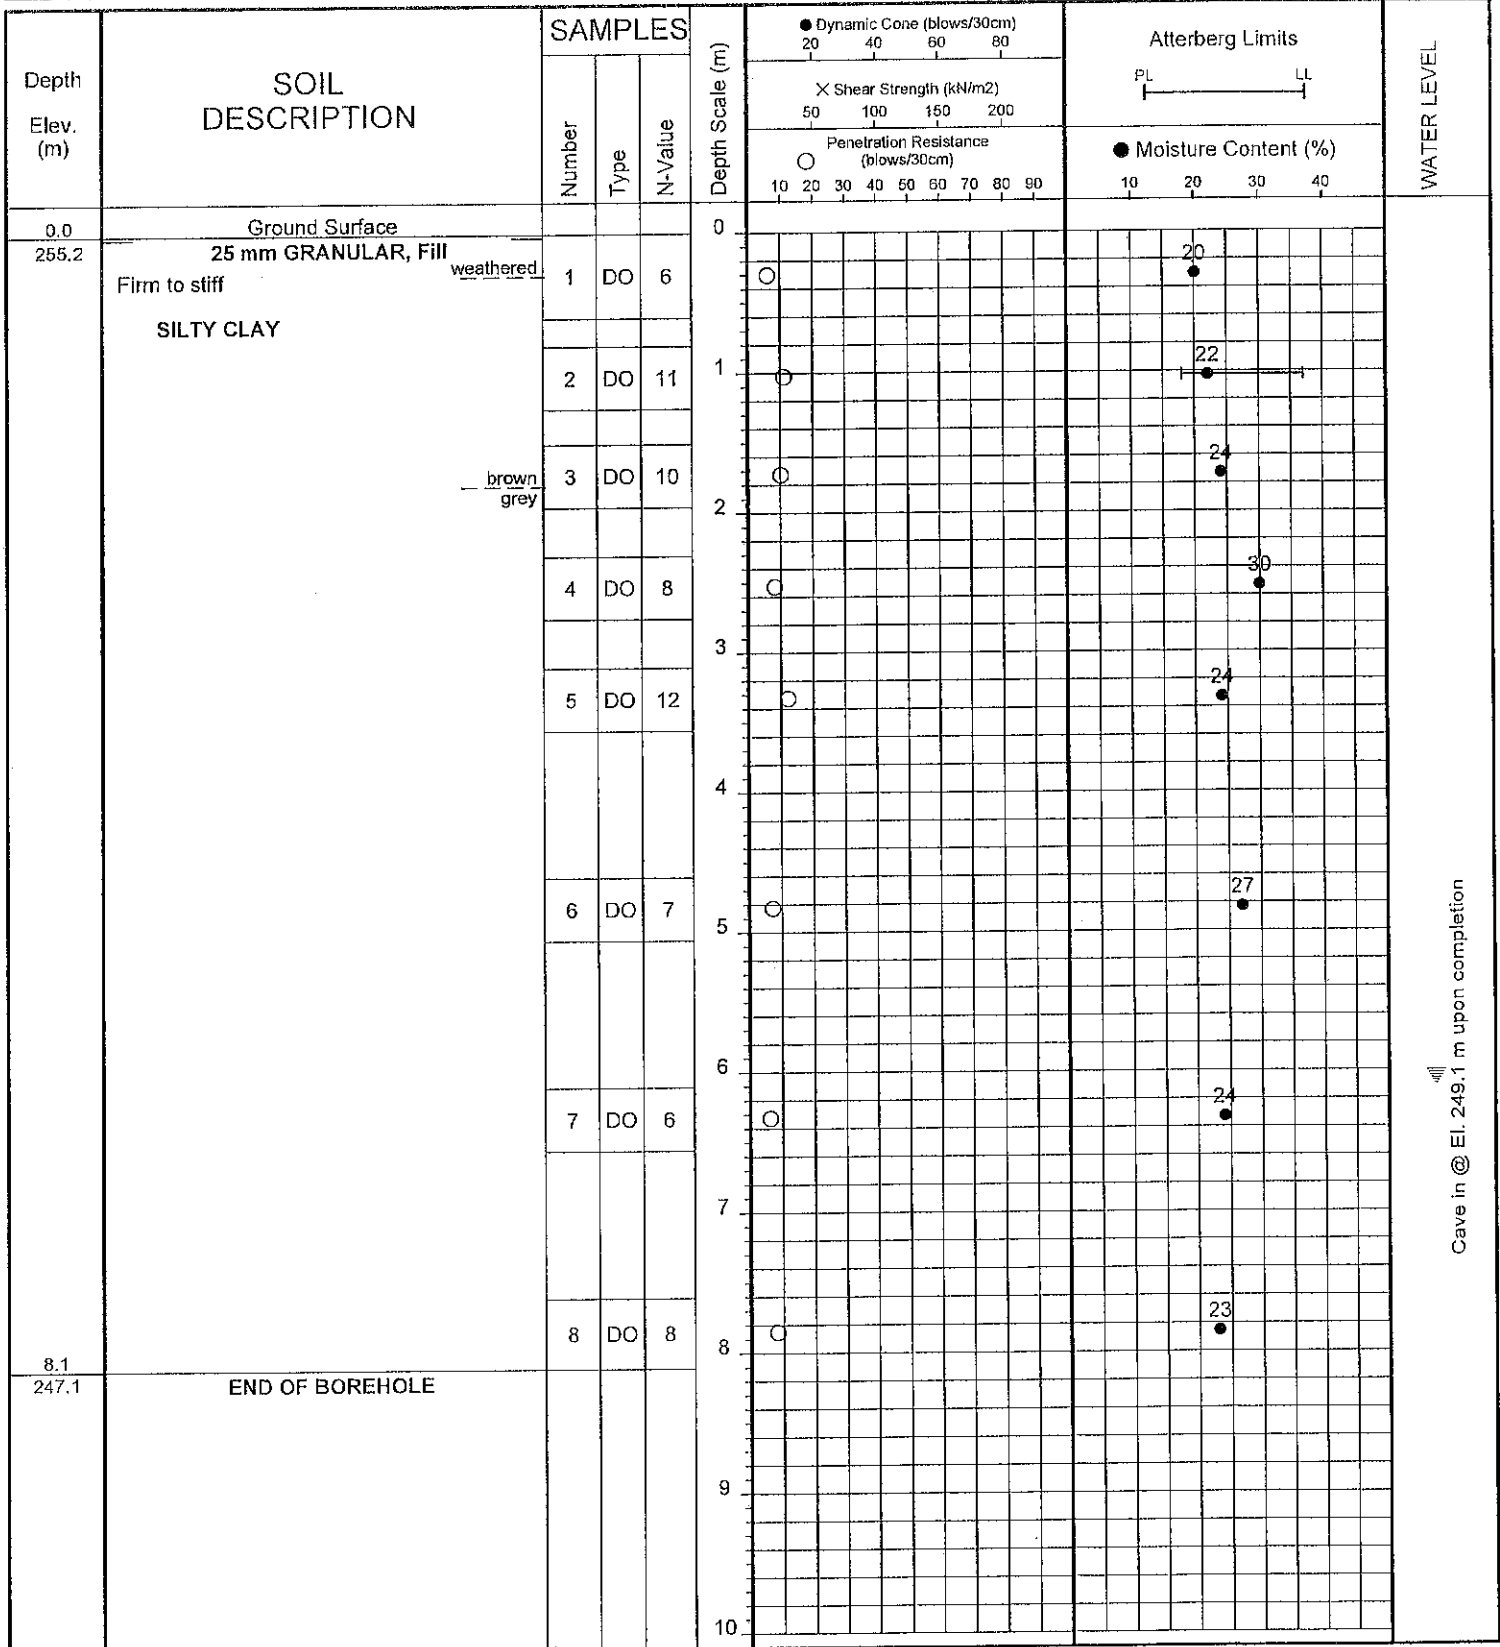 Depth
Elev.
(m)
SOIL
DESCRIPTION
SAMPLES
Number
Type
N-Value
Depth Scale (m)
● Dynamic Cone (blows/30cm)
20 40 60 80
X Shear Strength (kN/m2)
50 100 150 200
Penetration Resistance
(blows/30cm)
10 20 30 40 50 60 70 80 90
Atterberg Limits
PL LL
● Moisture Content (%)
10 20 30 40
WATER LEVEL
0.0 Ground Surface 0
255.2 25 mm GRANULAR, Fill
weathered
Firm to stiff
SILTY CLAY
1 DO 6 20
2 DO 11 1 22
brown
grey
3 DO 10 24
2
4 DO 8 30
3
5 DO 12 24
4
6 DO 7 27
5
6
7 DO 6 24
7
8 DO 8 23
8
8.1
247.1 END OF BOREHOLE
9
10
Cave in @ El. 249.1 m upon completion